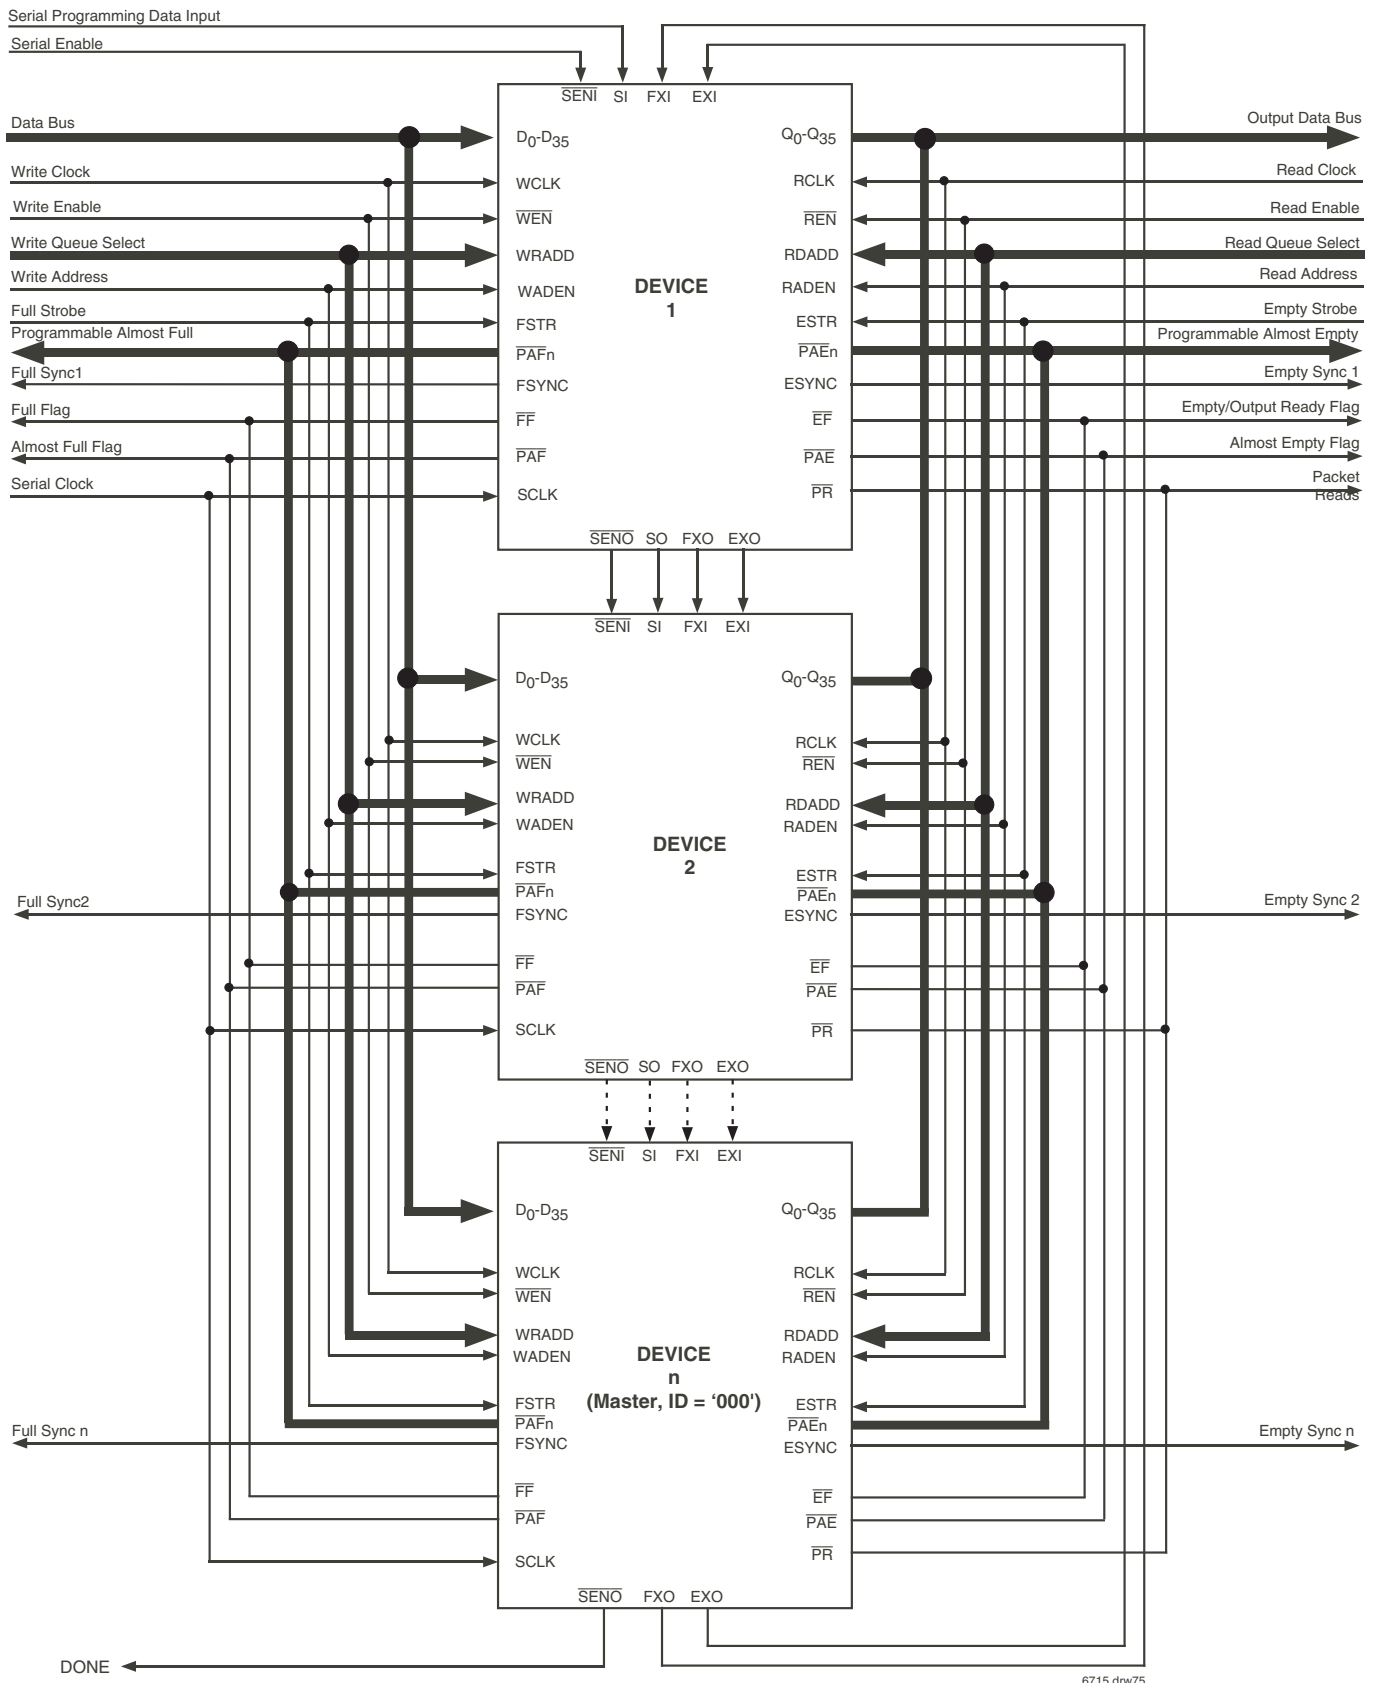 Serial Programming Data Input
Serial Enable
SENI SI FXI EXI
Data Bus
D0-D35
Q0-Q35
Output Data Bus
Write Clock
WCLK
RCLK
Read Clock
Write Enable
WEN
REN
Read Enable
Write Queue Select
WRADD
RDADD
Read Queue Select
Write Address
WADEN
RADEN
Read Address
DEVICE
1
Full Strobe
FSTR
ESTR
Empty Strobe
Programmable Almost Full
PAFn
PAEn
Programmable Almost Empty
Full Sync1
FSYNC
ESYNC
Empty Sync 1
Full Flag
FF
EF
Empty/Output Ready Flag
Almost Full Flag
PAF
PAE
Almost Empty Flag
Serial Clock
SCLK
PR
Packet
Reads
SENO SO FXO EXO
SENI SI FXI EXI
D0-D35
Q0-Q35
WCLK
RCLK
WEN
REN
WRADD
RDADD
WADEN
RADEN
DEVICE
2
FSTR
ESTR
PAFn
PAEn
Full Sync2
FSYNC
ESYNC
Empty Sync 2
FF
EF
PAF
PAE
SCLK
PR
SENO SO FXO EXO
SENI SI FXI EXI
D0-D35
Q0-Q35
WCLK
RCLK
WEN
REN
WRADD
RDADD
WADEN
RADEN
DEVICE
n
(Master, ID = ‘000')
FSTR
ESTR
PAFn
PAEn
Full Sync n
FSYNC
ESYNC
Empty Sync n
FF
EF
PAF
PAE
SCLK
PR
SENO FXO EXO
DONE
6715 drw75